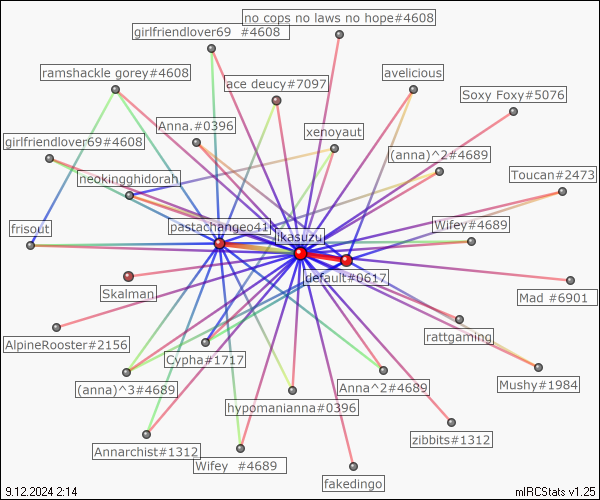 no cops no laws no hope#4608
girlfriendlover69 #4608
ramshackle gorey#4608
ace deucy#7097
avelicious
Soxy Foxy#5076
Anna.#0396
xenoyaut
girlfriendlover69#4608
(anna)^2#4689
Toucan#2473
neokingghidorah
pastachangeo41
Wifey#4689
frisout
Ikasuzu
default#0617
Skalman
Mad #6901
rattgaming
AlpineRooster#2156
Cypha#1717
(anna)^3#4689
Anna^2#4689
Mushy#1984
hypomanianna#0396
Annarchist#1312
zibbits#1312
Wifey #4689
fakedingo
9.12.2024 2:14
mIRCStats v1.25